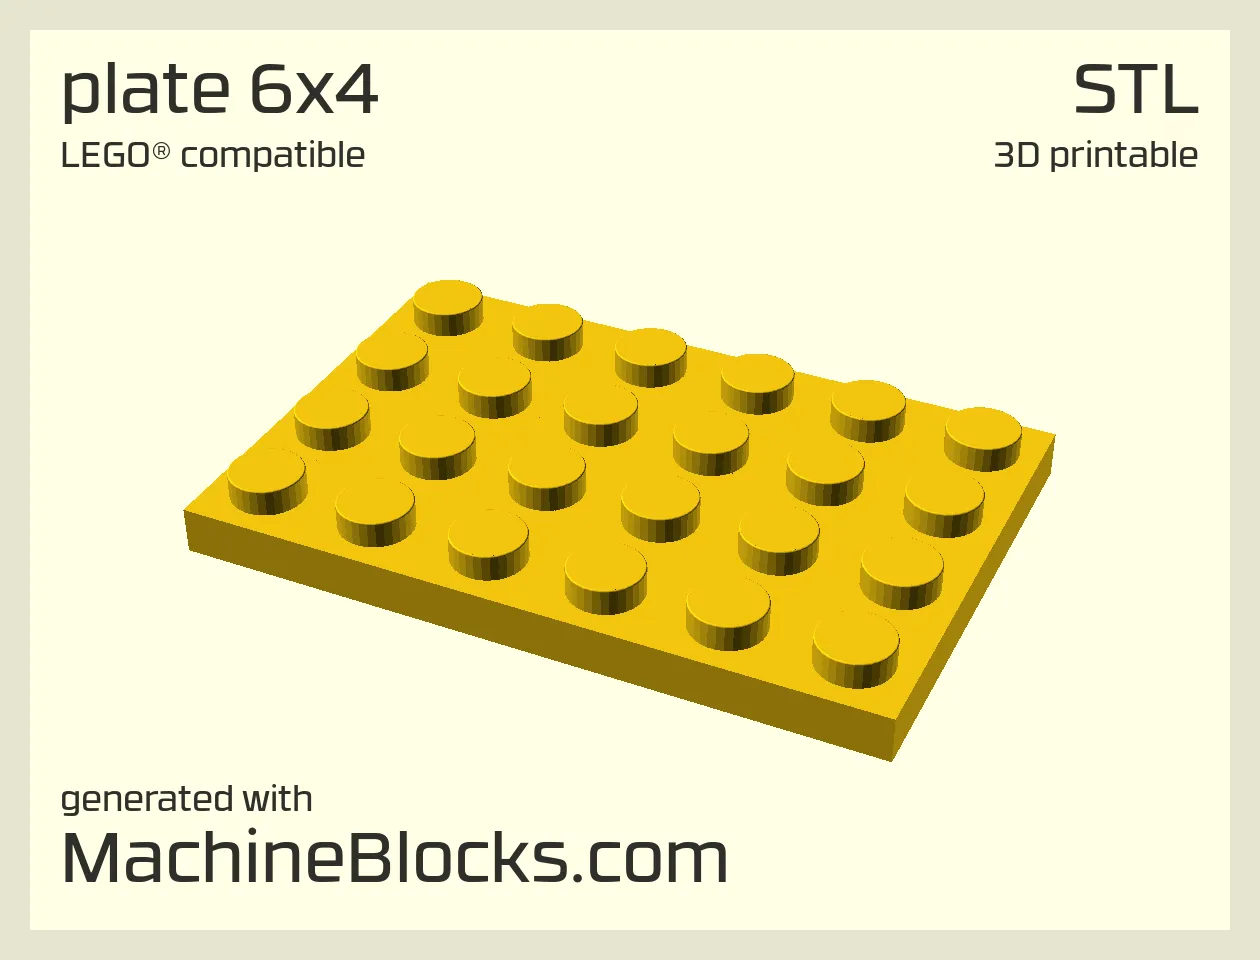 plate 6x4
LEGO® compatible
STL
3D printable
generated with
MachineBlocks.com